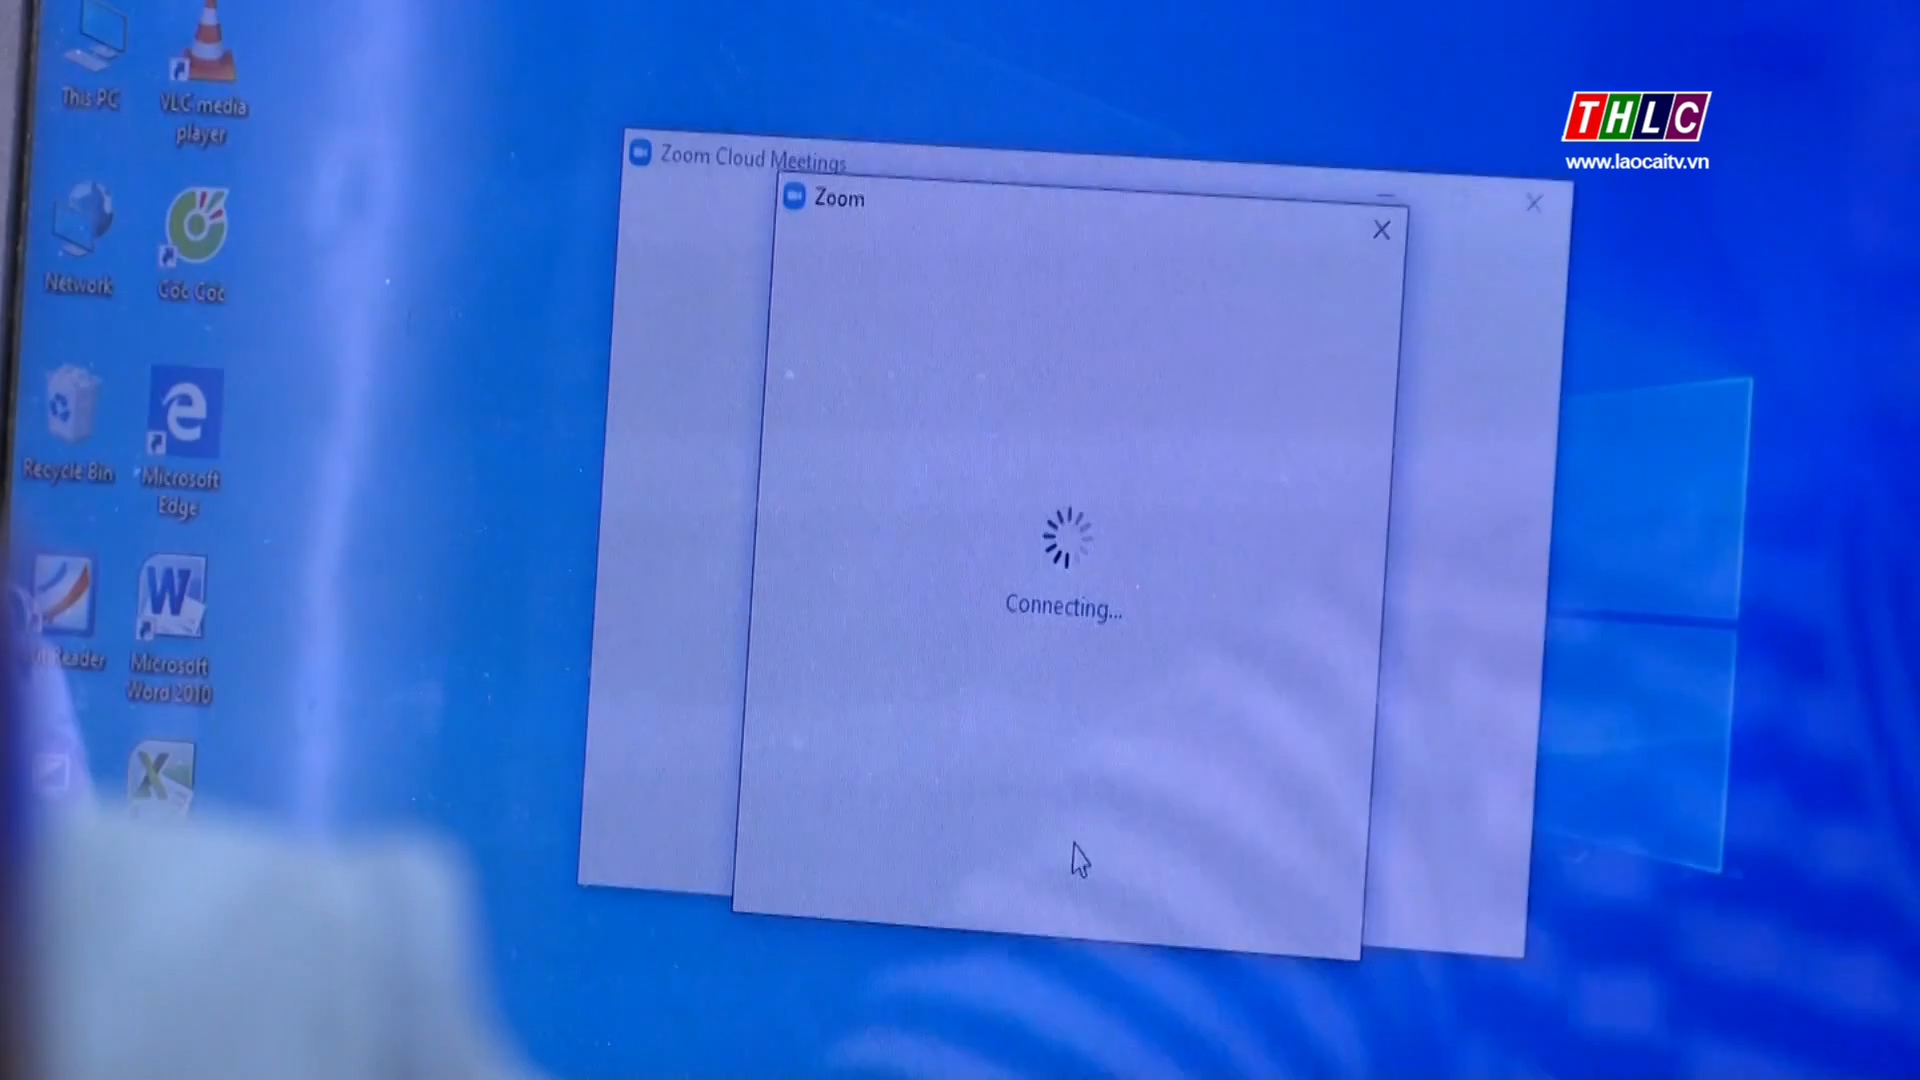 This PC
VLC media
player
Network
Cốc Cốc
Recycle Bin
Microsoft
Edge
Reader
Microsoft
Word 2010
Zoom Cloud Meetings
Zoom
Connecting...
THLC
www.laocaitv.vn